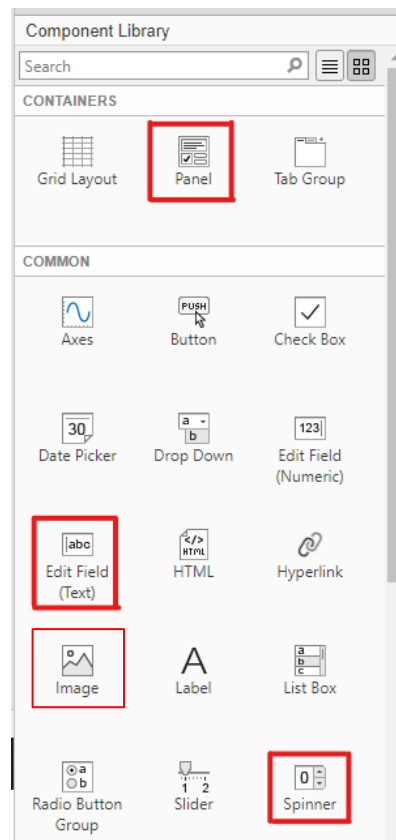 Component Library
Search
CONTAINERS
Grid Layout
Panel
Tab Group
COMMON
PUSH
Axes
Button
Check Box
30
a
b
123
Date Picker
Drop Down
Edit Field
(Numeric)
abc
</>
HTML
Edit Field
(Text)
HTML
Hyperlink
A
a
b
c
Image
Label
List Box
a
b
1 2
0
Radio Button
Group
Slider
Spinner